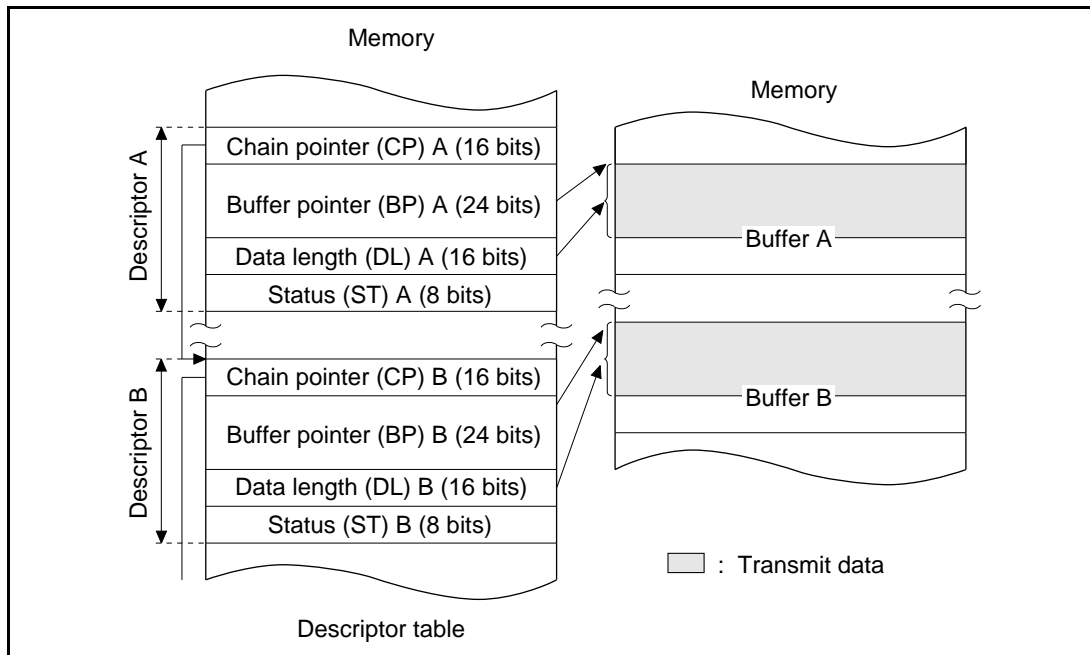 Memory
Descriptor A
Chain pointer (CP) A (16 bits)
Buffer pointer (BP) A (24 bits)
Data length (DL) A (16 bits)
Status (ST) A (8 bits)
Descriptor B
Chain pointer (CP) B (16 bits)
Buffer pointer (BP) B (24 bits)
Data length (DL) B (16 bits)
Status (ST) B (8 bits)
Descriptor table
Memory
Buffer A
Buffer B
: Transmit data